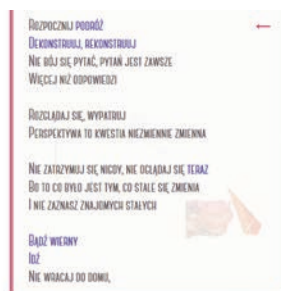 Rozpocznij podróż
Dekonstruuj, rekonstruuj
Nie bój się pytać, pytań jest zawsze
Więcej niż odpowiedzi
Rozglądaj się, wypatruj
Perspektywa to kwestia niezmiennie zmienna
Nie zatrzymuj się nigdy, nie oglądaj się teraz
Bo to co było jest tym, co stale się zmienia
I nie zaznasz znajomych stałych
Bądź wierny
Idź
Nie wracaj do domu,